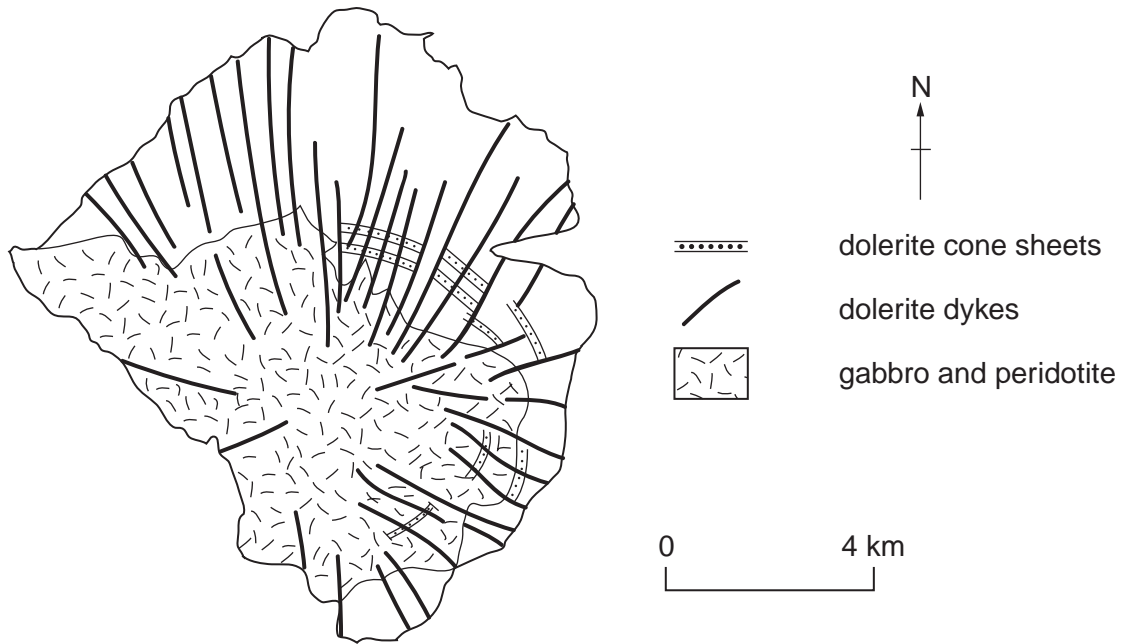 N
dolerite cone sheets
dolerite dykes
gabbro and peridotite
0 4 km